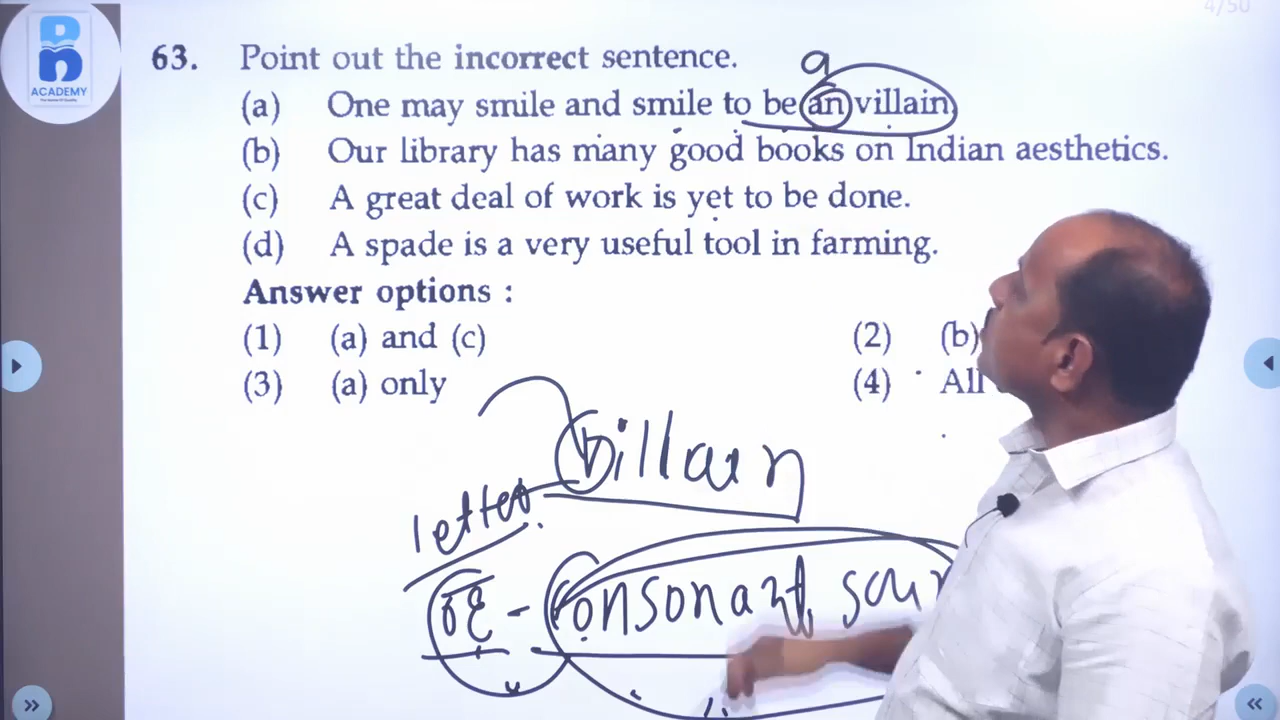 4/50
ACADEMY
63. Point out the incorrect sentence.
a
(a) One may smile and smile to be an villain
(b) Our library has many good books on Indian aesthetics.
(c) A great deal of work is yet to be done.
(d) A spade is a very useful tool in farming.
Answer options :
(1) (a) and (c)
(2) (b)
(3) (a) only
(4) All
villain
letter.
consonant